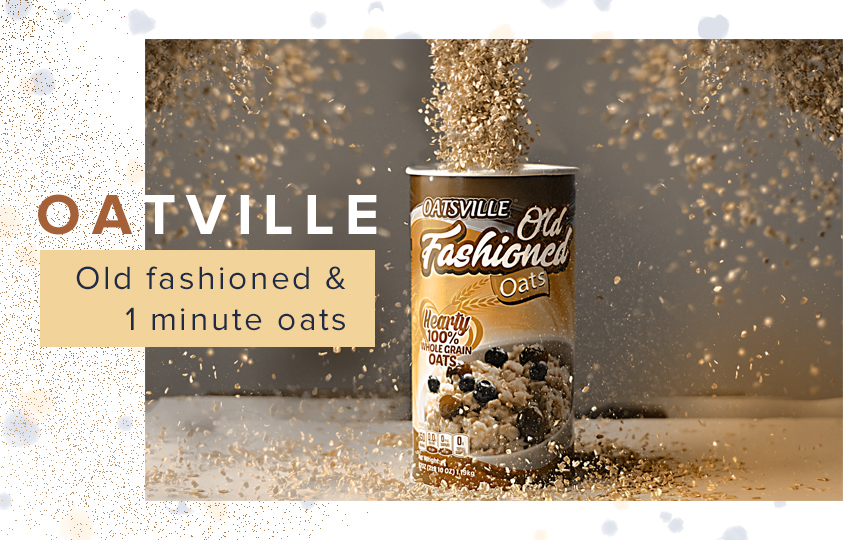 OATVILLE
Old fashioned &
1 minute oats
OATSVILLE
Old
Fashioned
Oats
Hearty
100%
WHOLE GRAIN
OATS